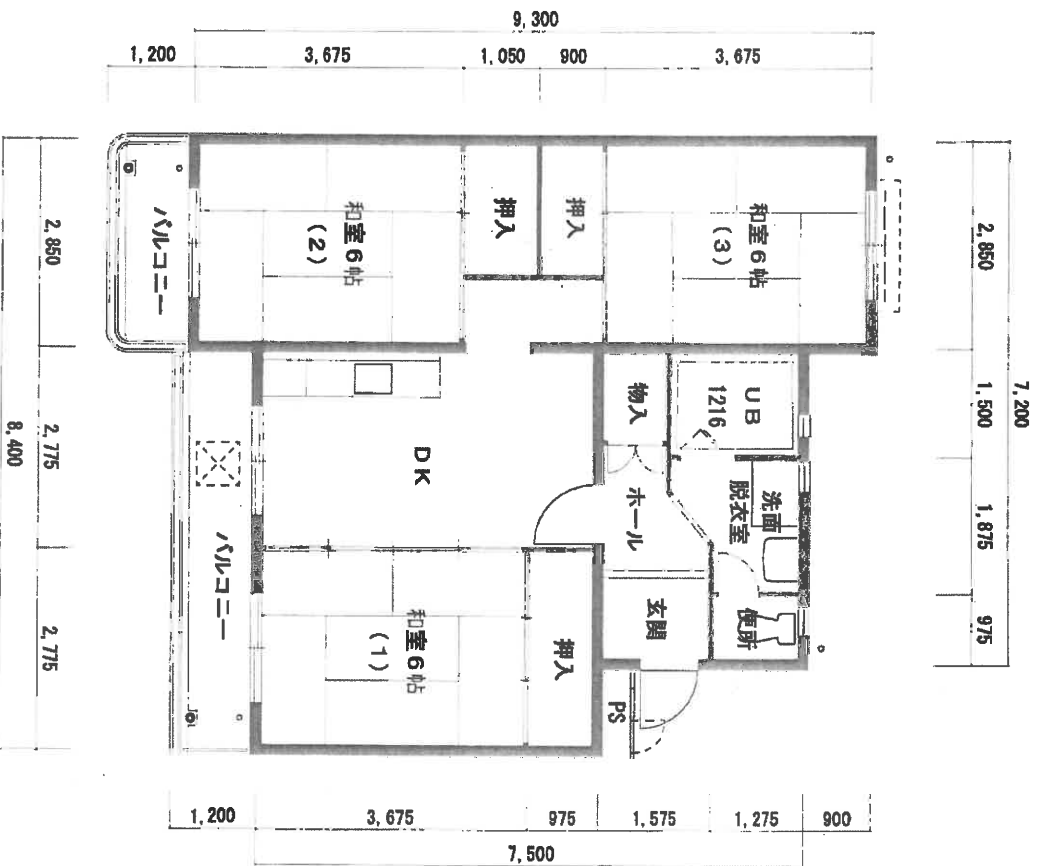 9,300
1,200
3,675
1,050
900
3,675
バルコニー
和室6帖
(2)
押入
押入
和室6帖
(3)
2,850
2,850
7,200
1,500
1,875
975
2,775
2,775
8,400
DK
物入
UB
1216
ホール
洗面
脱衣室
便所
玄関
バルコニー
和室6帖
(1)
押入
PS
1,200
3,675
975
1,575
1,275
900
7,500